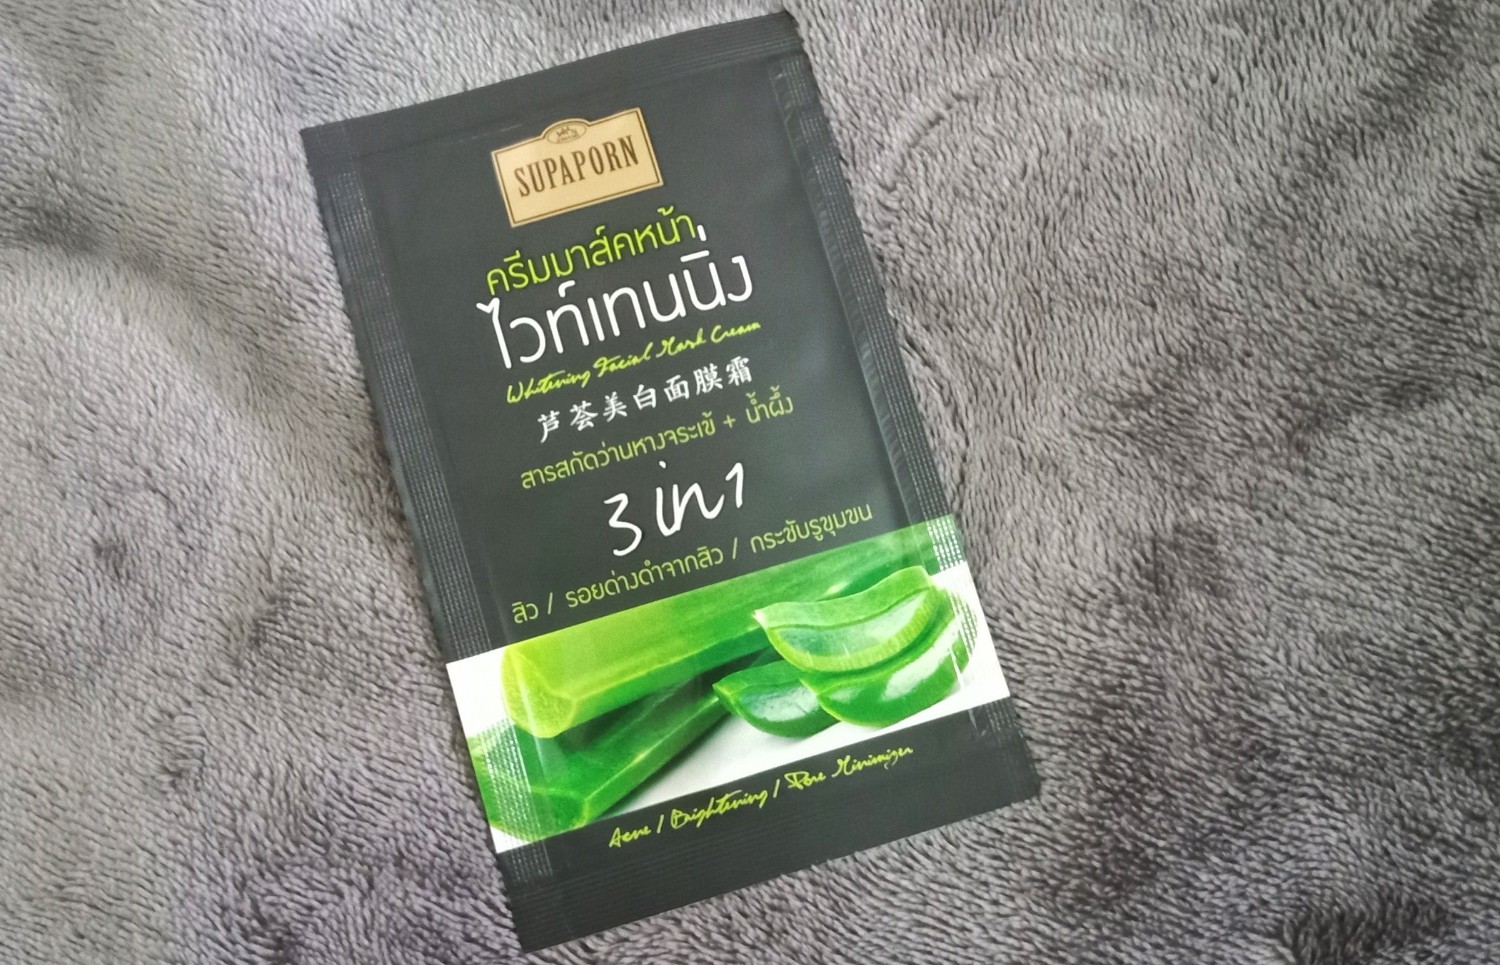 SUPAPORN
ครีมมาส์คหน้า
ไวท์เทนนิ่ง
Whitening Facial Mask Cream
芦荟美白面膜霜
สารสกัดว่านหางจระเข้ + น้ำผึ้ง
3 in 1
สิว / รอยด่างดำจากสิว / กระชับรูขุมขน
Acne / Brightening / Pore Minimizer